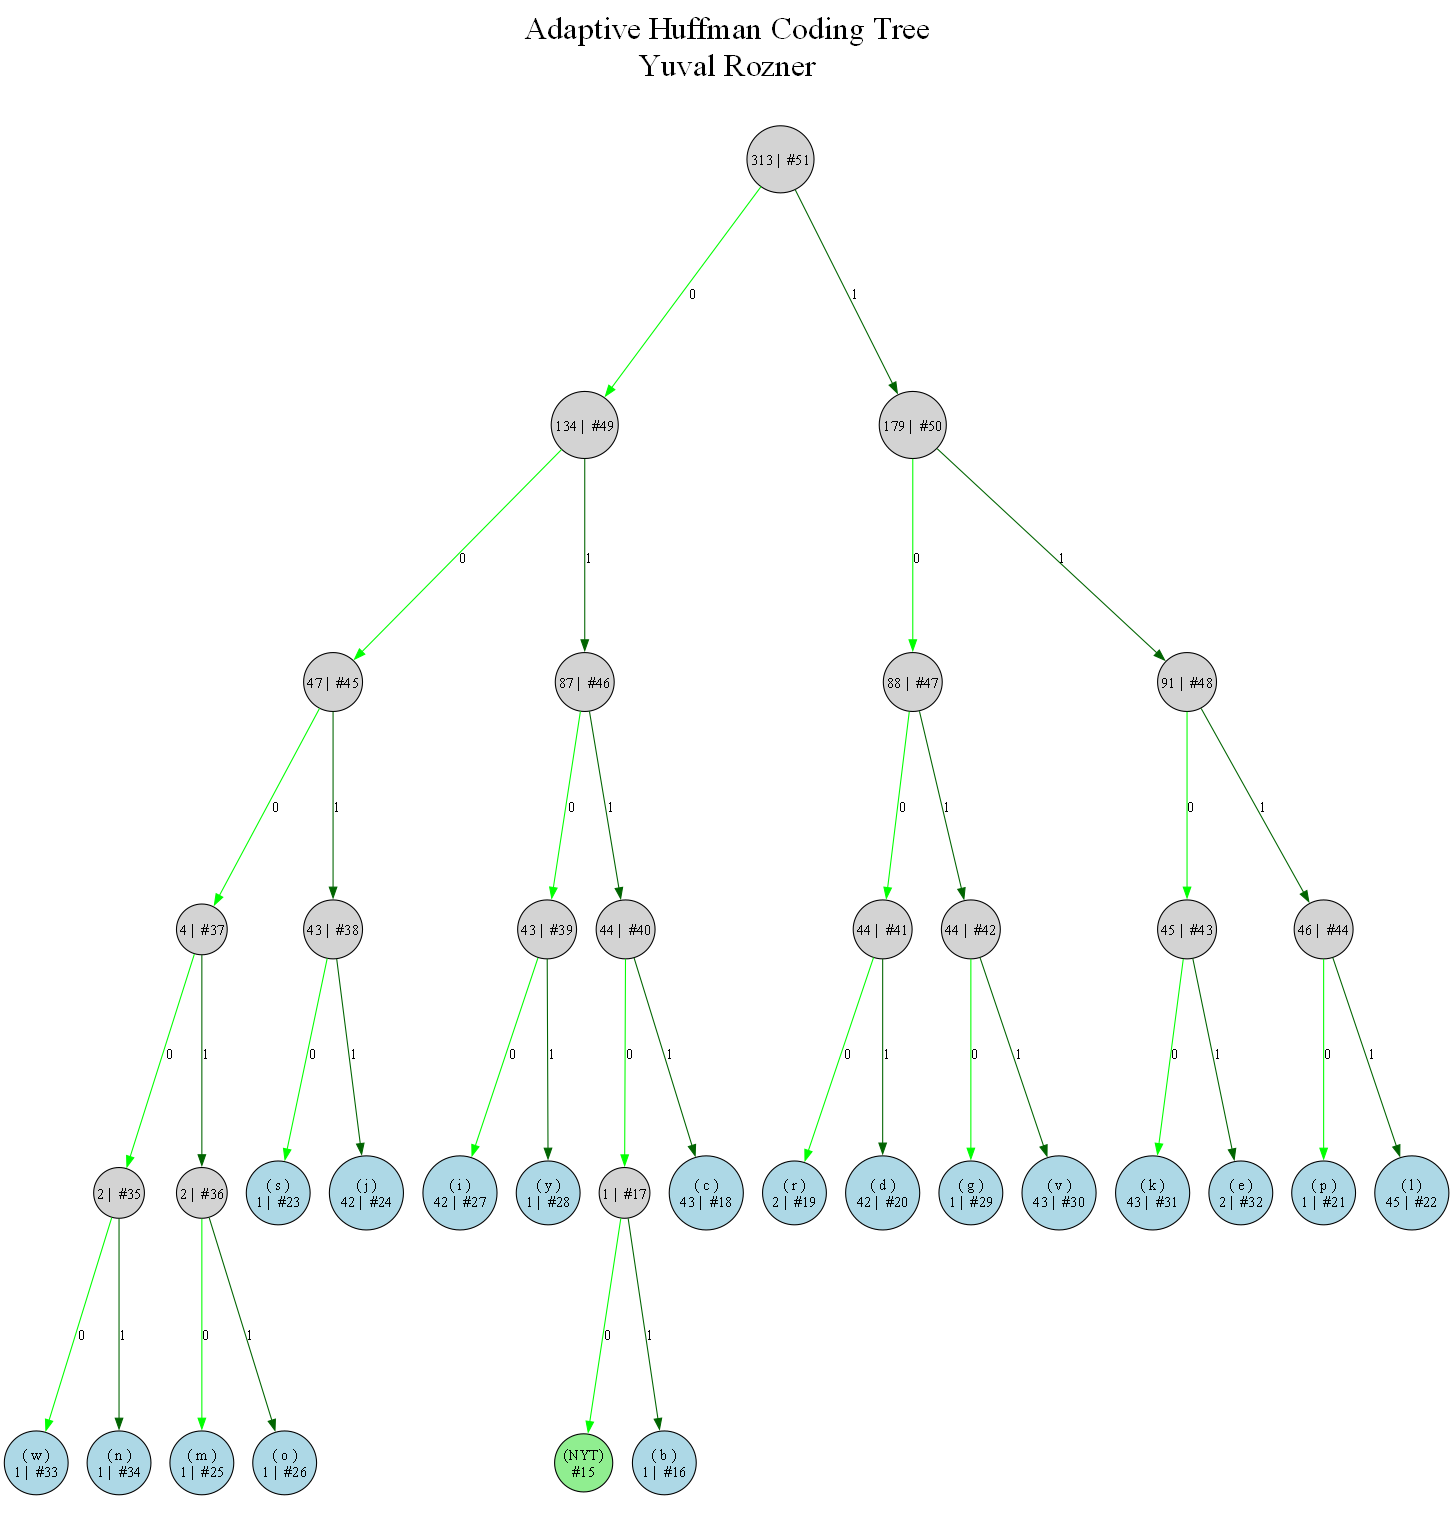 Adaptive Huffman Coding Tree
Yuval Rozner
313 | #51
0
1
134 | #49
179 | #50
0
1
0
1
47 | #45
87 | #46
88 | #47
91 | #48
0
1
0
1
0
1
0
1
4 | #37
43 | #38
43 | #39
44 | #40
44 | #41
44 | #42
45 | #43
46 | #44
0
1
0
1
0
1
0
1
0
1
0
1
0
1
0
1
2 | #35
2 | #36
( s )
1 | #23
( j )
42 | #24
( i )
42 | #27
( y )
1 | #28
1 | #17
( c )
43 | #18
( r )
2 | #19
( d )
42 | #20
( g )
1 | #29
( v )
43 | #30
( k )
43 | #31
( e )
2 | #32
( p )
1 | #21
( l )
45 | #22
0
1
0
1
0
1
( w )
1 | #33
( n )
1 | #34
( m )
1 | #25
( o )
1 | #26
(NYT)
#15
( b )
1 | #16